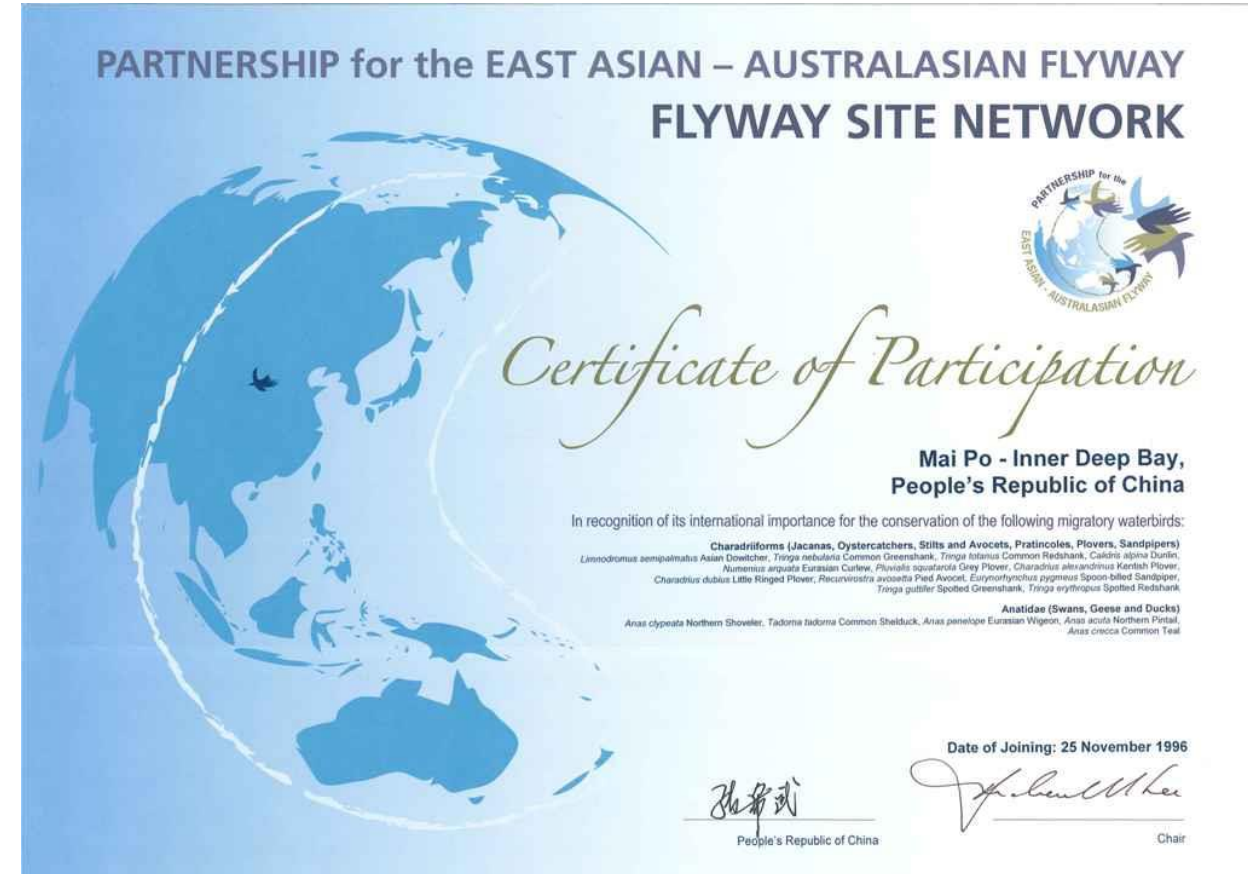 PARTNERSHIP for the EAST ASIAN – AUSTRALASIAN FLYWAY
FLYWAY SITE NETWORK
PARTNERSHIP for the
EAST ASIAN - AUSTRALASIAN FLYWAY
Certificate of Participation
Mai Po - Inner Deep Bay,
People's Republic of China
In recognition of its international importance for the conservation of the following migratory waterbirds:
Charadriiforms (Jacanas, Oystercatchers, Stilts and Avocets, Pratincoles, Plovers, Sandpipers)
Limnodromus semipalmatus Asian Dowitcher, Tringa nebularia Common Greenshank, Tringa totanus Common Redshank, Calidris alpina Dunlin,
Numenius arquata Eurasian Curlew, Pluvialis squatarola Grey Plover, Charadrius alexandrinus Kentish Plover,
Charadrius dubius Little Ringed Plover, Recurvirostra avosetta Pied Avocet, Eurynorhynchus pygmeus Spoon-billed Sandpiper,
Tringa guttifer Spotted Greenshank, Tringa erythropus Spotted Redshank
Anatidae (Swans, Geese and Ducks)
Anas clypeata Northern Shoveler, Tadorna tadorna Common Shelduck, Anas penelope Eurasian Wigeon, Anas acuta Northern Pintail,
Anas crecca Common Teal
Date of Joining: 25 November 1996
People's Republic of China
Chair